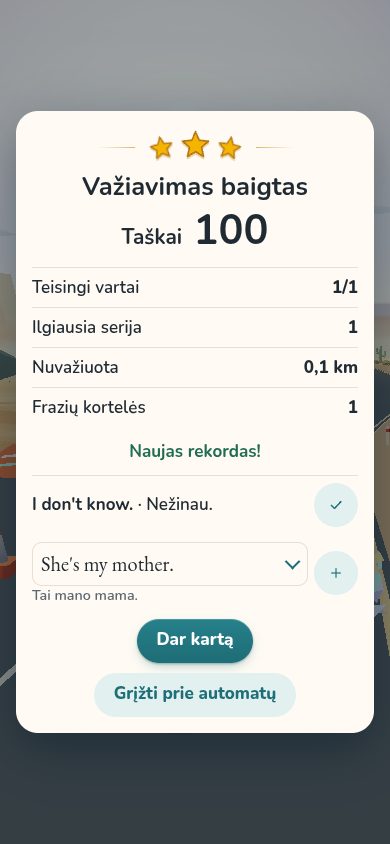 Važiavimas baigtas
Taškai 100
Teisingi vartai 1/1
Ilgiausia serija 1
Nuvažiuota 0,1 km
Frazių kortelės 1
Naujas rekordas!
I don't know. · Nežinau.
She's my mother.
Tai mano mama.
Dar kartą
Grįžti prie automatų